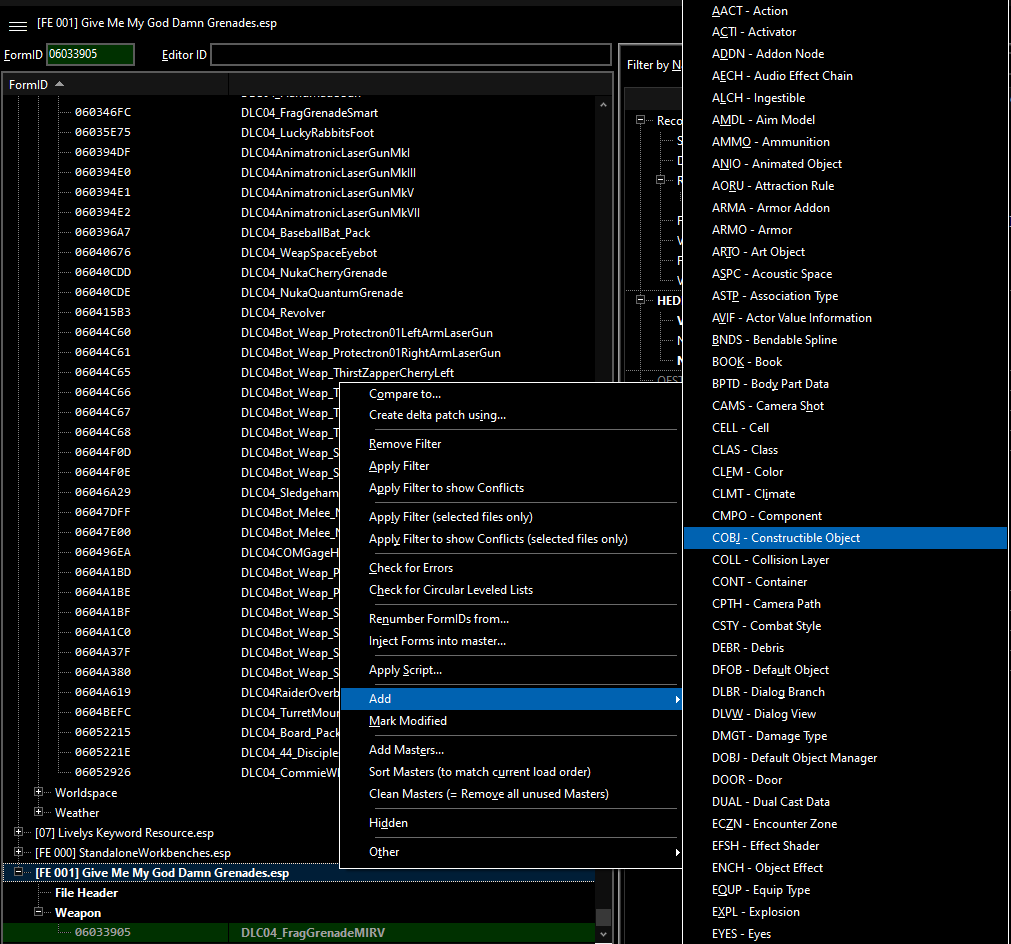 [FE 001] Give Me My God Damn Grenades.esp
FormID 06033905 Editor ID
FormID
060346FC DLC04_FragGrenadeSmart
06035E75 DLC04_LuckyRabbitsFoot
060394DF DLC04AnimatronicLaserGunMkI
060394E0 DLC04AnimatronicLaserGunMkIII
060394E1 DLC04AnimatronicLaserGunMkV
060394E2 DLC04AnimatronicLaserGunMkVII
060396A7 DLC04_BaseballBat_Pack
06040676 DLC04_WeapSpaceEyebot
06040CDD DLC04_NukaCherryGrenade
06040CDE DLC04_NukaQuantumGrenade
060415B3 DLC04_Revolver
06044C60 DLC04Bot_Weap_Protectron01LeftArmLaserGun
06044C61 DLC04Bot_Weap_Protectron01RightArmLaserGun
06044C65 DLC04Bot_Weap_ThirstZapperCherryLeft
06044C66 DLC04Bot_Weap_T
06044C67 DLC04Bot_Weap_T
06044C68 DLC04Bot_Weap_T
06044F0D DLC04Bot_Weap_S
06044F0E DLC04Bot_Weap_S
06046A29 DLC04_Sledgeham
06047DFF DLC04Bot_Melee_
06047E00 DLC04Bot_Melee_
060496EA DLC04COMGageH
0604A1BD DLC04Bot_Weap_P
0604A1BE DLC04Bot_Weap_P
0604A1BF DLC04Bot_Weap_S
0604A1C0 DLC04Bot_Weap_S
0604A37F DLC04Bot_Weap_S
0604A380 DLC04Bot_Weap_S
0604A619 DLC04RaiderOverb
0604BEFC DLC04_TurretMour
06052215 DLC04_Board_Pack
0605221E DLC04_44_Disciple
06052926 DLC04_CommieW
Worldspace
Weather
[07] Livelys Keyword Resource.esp
[FE 000] StandaloneWorkbenches.esp
[FE 001] Give Me My God Damn Grenades.esp
File Header
Weapon
06033905 DLC04_FragGrenadeMIRV
Filter by N
Reco
HED
Compare to...
Create delta patch using...
Remove Filter
Apply Filter
Apply Filter to show Conflicts
Apply Filter (selected files only)
Apply Filter to show Conflicts (selected files only)
Check for Errors
Check for Circular Leveled Lists
Renumber FormIDs from...
Inject Forms into master...
Apply Script...
Add
Mark Modified
Add Masters...
Sort Masters (to match current load order)
Clean Masters (= Remove all unused Masters)
Hidden
Other
AACT - Action
ACTI - Activator
ADDN - Addon Node
AECH - Audio Effect Chain
ALCH - Ingestible
AMDL - Aim Model
AMMO - Ammunition
ANIO - Animated Object
AORU - Attraction Rule
ARMA - Armor Addon
ARMO - Armor
ARTO - Art Object
ASPC - Acoustic Space
ASTP - Association Type
AVIF - Actor Value Information
BNDS - Bendable Spline
BOOK - Book
BPTD - Body Part Data
CAMS - Camera Shot
CELL - Cell
CLAS - Class
CLFM - Color
CLMT - Climate
CMPO - Component
COBJ - Constructible Object
COLL - Collision Layer
CONT - Container
CPTH - Camera Path
CSTY - Combat Style
DEBR - Debris
DFOB - Default Object
DLBR - Dialog Branch
DLVW - Dialog View
DMGT - Damage Type
DOBJ - Default Object Manager
DOOR - Door
DUAL - Dual Cast Data
ECZN - Encounter Zone
EFSH - Effect Shader
ENCH - Object Effect
EQUP - Equip Type
EXPL - Explosion
EYES - Eyes